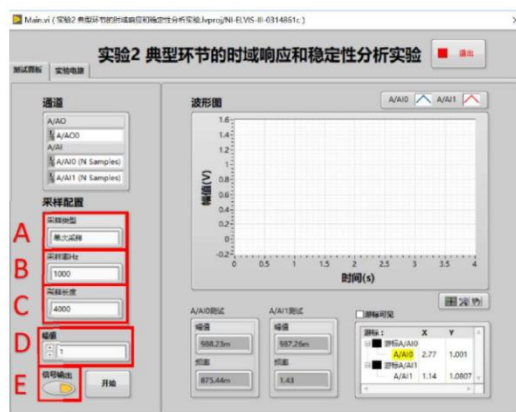 Main.vi ( 实验2 典型环节的时域响应和稳定性分析实验.lvproj/NI-ELVIS-III-0314861c )
实验2 典型环节的时域响应和稳定性分析实验
退出
测试面板
实验电路
通道
A/AO
A/AO0
A/AI
A/AI0 (N Samples)
A/AI1 (N Samples)
采样配置
A
采样类型
单次采样
B
采样率Hz
1000
C
采样长度
4000
D
幅值
1
E
信号输出
开始
波形图
A/AI0
A/AI1
幅值(V)
1.6
1.4
1.2
1
0.8
0.6
0.4
0.2
0
-0.2
0 0.5 1 1.5 2 2.5 3 3.5 4
时间(s)
A/AI0测试
幅值
988.23m
频率
875.44m
A/AI1测试
幅值
987.26m
频率
1.43
游标可见
游标: X Y
游标A/AI0
A/AI0 2.77 1.001
游标A/AI1
A/AI1 1.14 1.0807